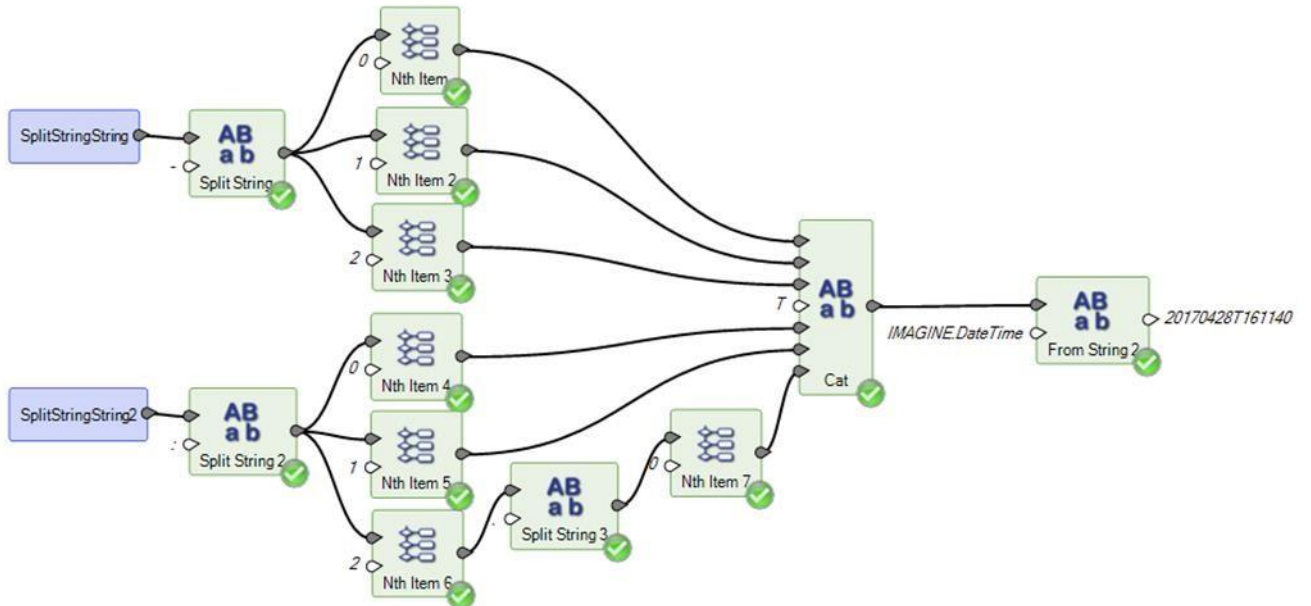 0
Nth Item
SplitStringString
AB
a b
-
Split String
1
Nth Item 2
2
Nth Item 3
T
AB
a b
Cat
IMAGINE.DateTime
AB
a b
From String 2
20170428T161140
0
Nth Item 4
SplitStringString2
AB
a b
:
Split String 2
1
Nth Item 5
2
Nth Item 6
AB
a b
.
Split String 3
0
Nth Item 7